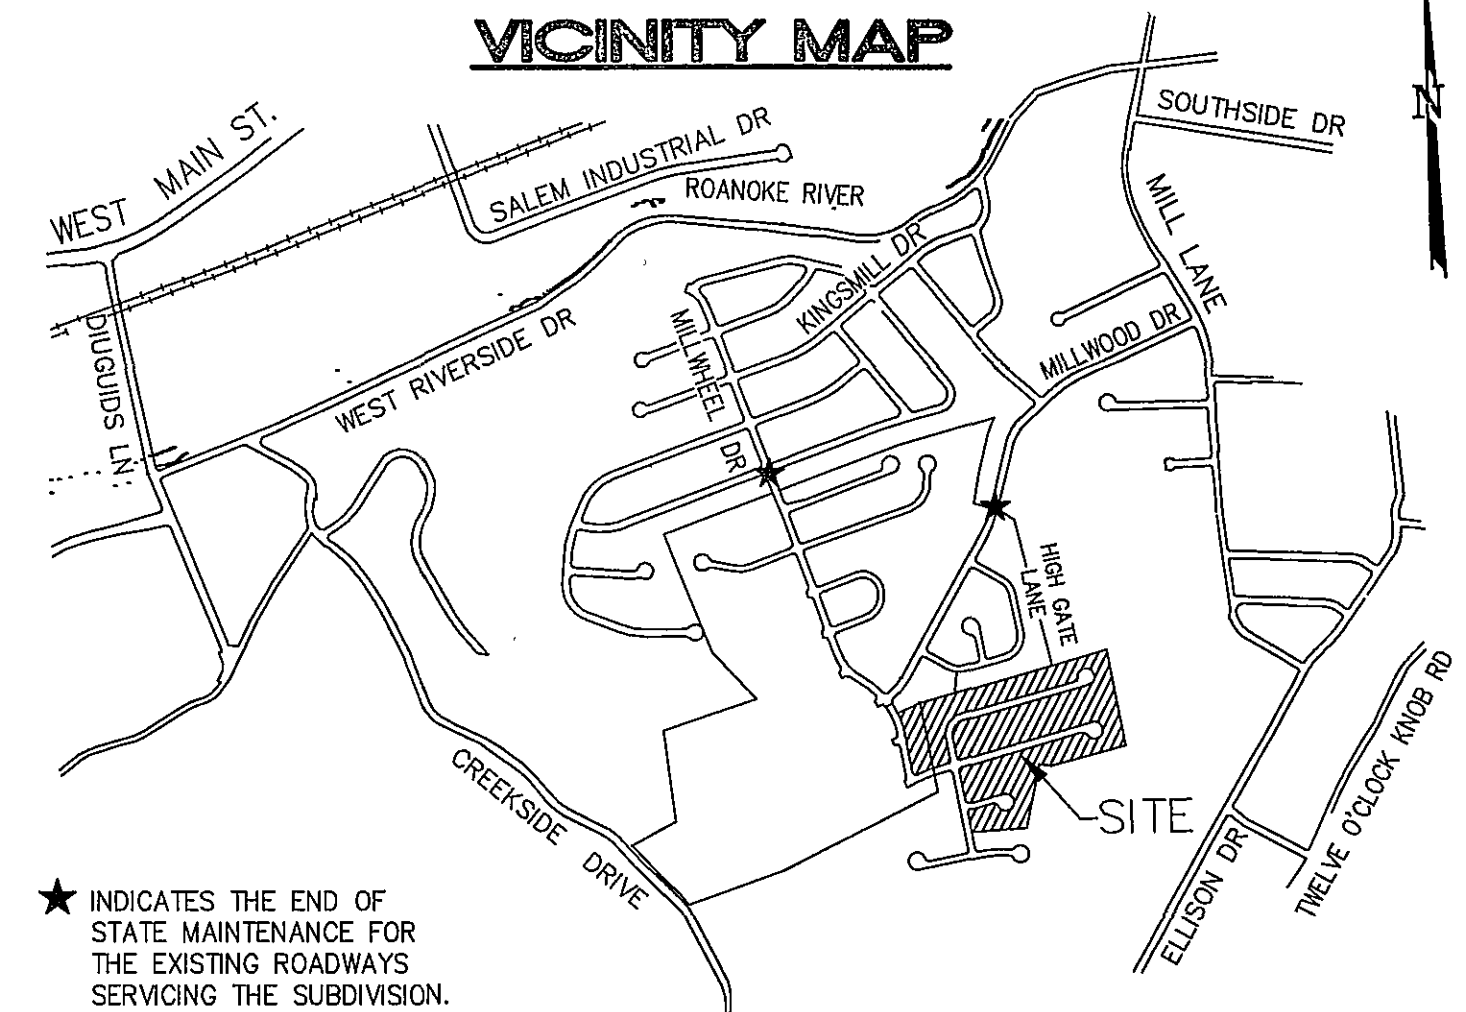 VICINITY MAP
N
SOUTHSIDE DR
WEST MAIN ST.
SALEM INDUSTRIAL DR
ROANOKE RIVER
MILL LANE
KINGSMILL DR
DIUGUIDS LN.
WEST RIVERSIDE DR
MILLWHEEL DR
MILLWOOD DR
HIGH GATE
LANE
CREEKSIDE DRIVE
SITE
ELLISON DR
TWELVE O'CLOCK KNOB RD
INDICATES THE END OF
STATE MAINTENANCE FOR
THE EXISTING ROADWAYS
SERVICING THE SUBDIVISION.